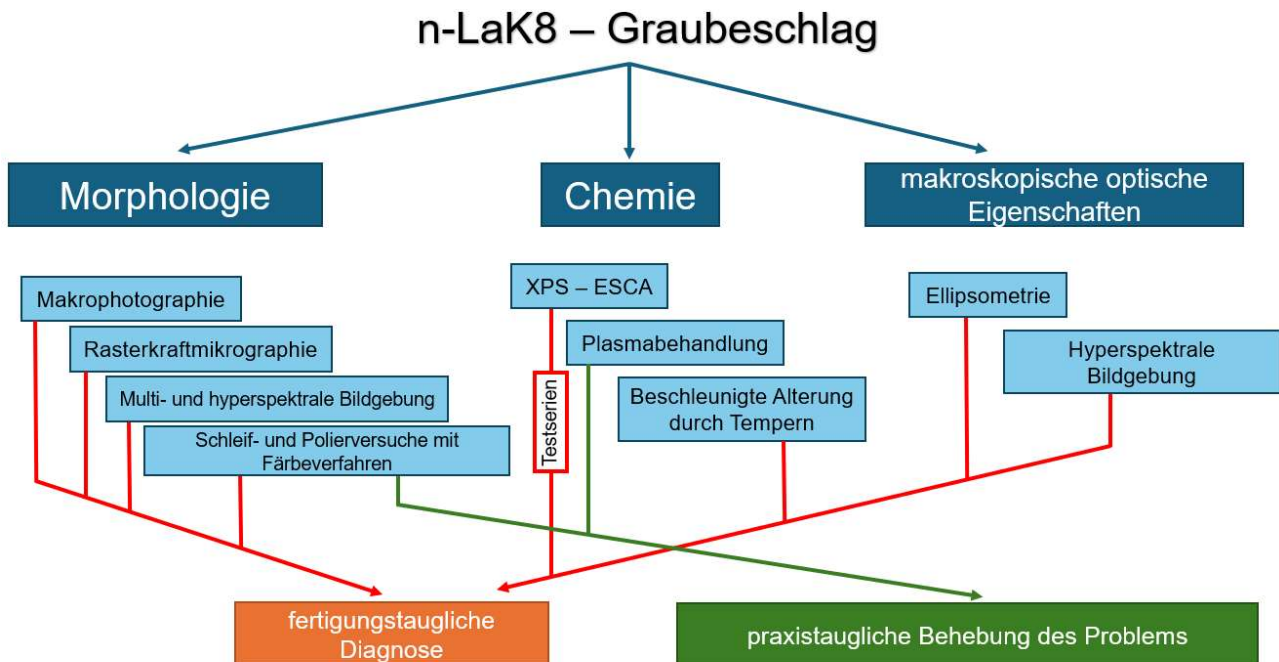 n-LaK8 – Graubeschlag
Morphologie
Chemie
makroskopische optische
Eigenschaften
Makrophotographie
Rasterkraftmikrographie
Multi- und hyperspektrale Bildgebung
Schleif- und Polierversuche mit
Färbeverfahren
XPS – ESCA
Plasmabehandlung
Testserien
Beschleunigte Alterung
durch Tempern
Ellipsometrie
Hyperspektrale
Bildgebung
fertigungstaugliche
Diagnose
praxistaugliche Behebung des Problems